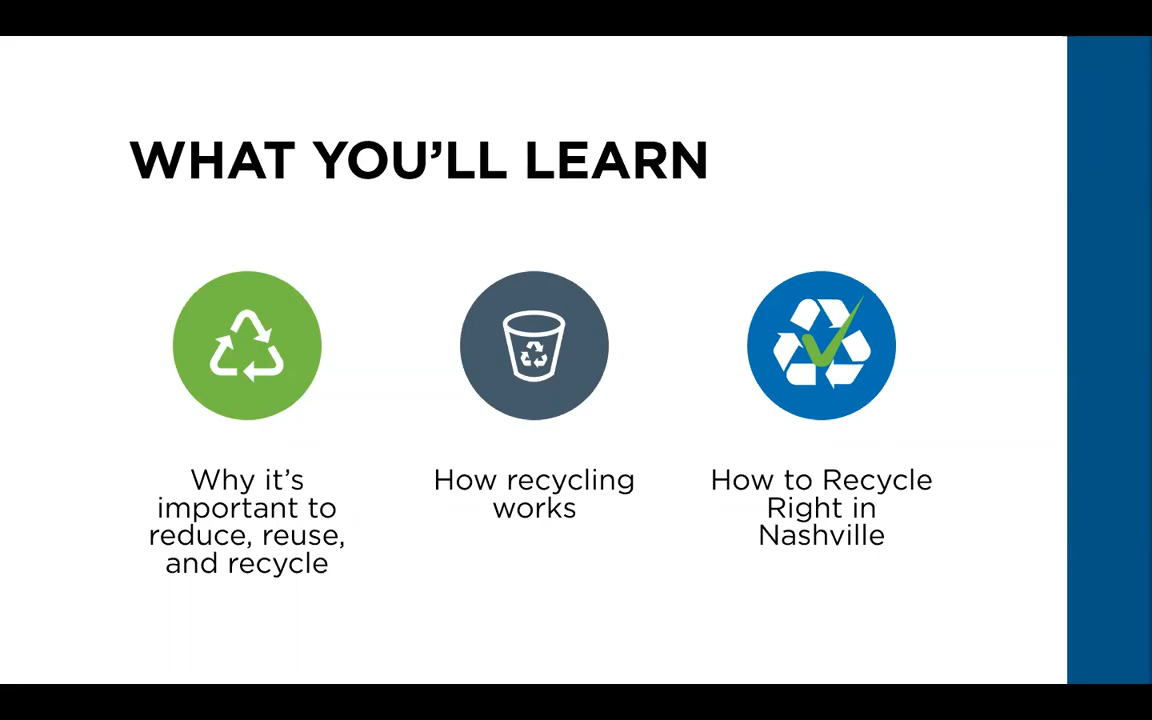 WHAT YOU'LL LEARN
Why it's
important to
reduce, reuse,
and recycle
How recycling
works
How to Recycle
Right in
Nashville